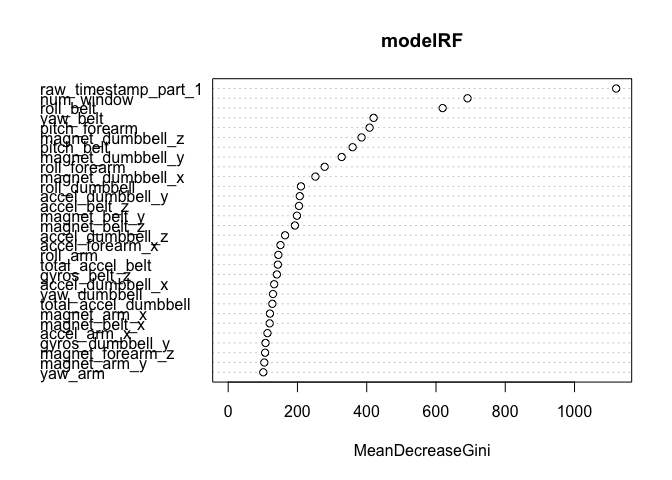 modelRF
raw_timestamp_part_1
num_window
roll_belt
yaw_belt
pitch_forearm
magnet_dumbbell_z
pitch_belt
magnet_dumbbell_y
roll_forearm
magnet_dumbbell_x
roll_dumbbell
accel_dumbbell_y
accel_belt_z
magnet_belt_y
magnet_belt_z
accel_dumbbell_z
accel_forearm_x
roll_arm
total_accel_belt
gyros_belt_z
accel_dumbbell_x
yaw_dumbbell
total_accel_dumbbell
magnet_arm_x
magnet_belt_x
accel_arm_x
gyros_dumbbell_y
magnet_forearm_z
magnet_arm_y
yaw_arm
0 200 400 600 800 1000
MeanDecreaseGini